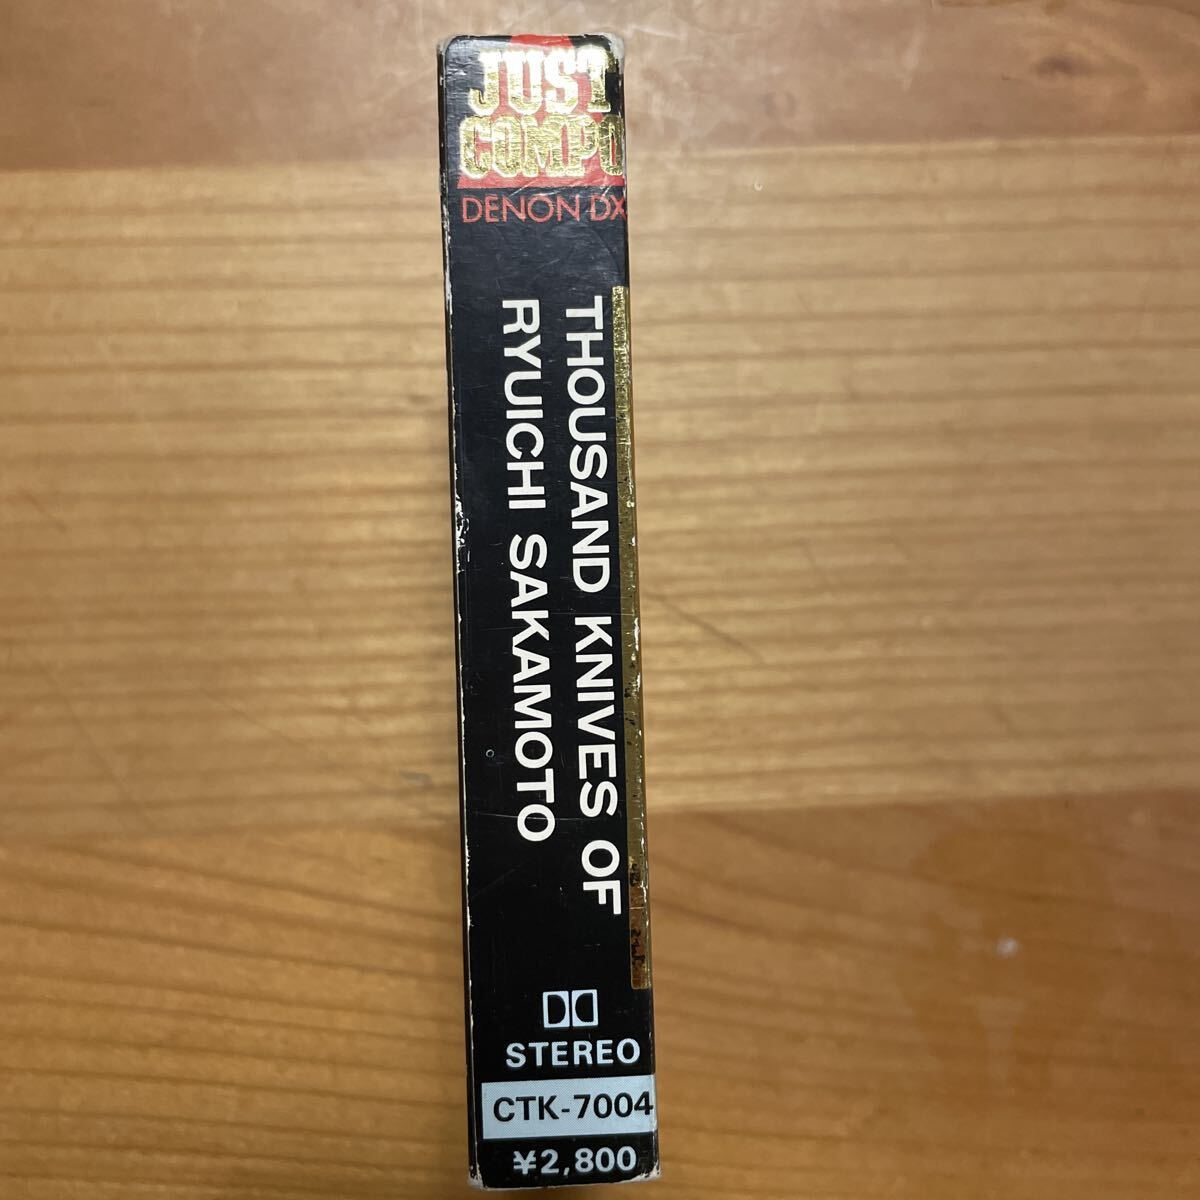 JUST
COMPO
DENON DX
THOUSAND KNIVES OF
RYUICHI SAKAMOTO
STEREO
CTK-7004
¥2,800